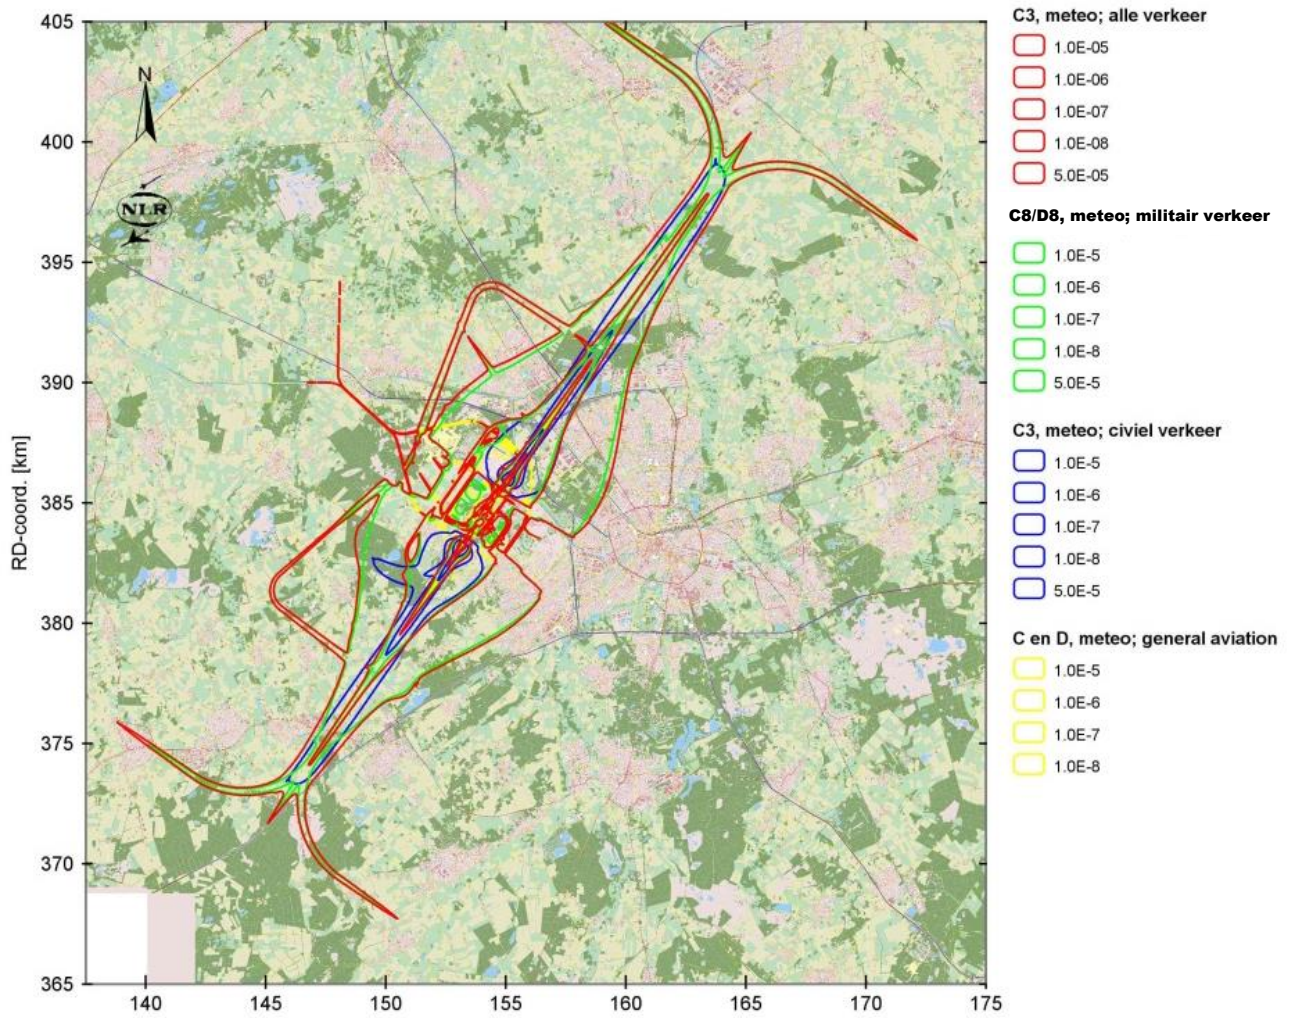 C3, meteo; alle verkeer
1.0E-05
1.0E-06
1.0E-07
1.0E-08
5.0E-05
C8/D8, meteo; militair verkeer
1.0E-5
1.0E-6
1.0E-7
1.0E-8
5.0E-5
C3, meteo; civiel verkeer
1.0E-5
1.0E-6
1.0E-7
1.0E-8
5.0E-5
C en D, meteo; general aviation
1.0E-5
1.0E-6
1.0E-7
1.0E-8
N
NLR
RD-coord. [km]
405
400
395
390
385
380
375
370
365
140 145 150 155 160 165 170 175